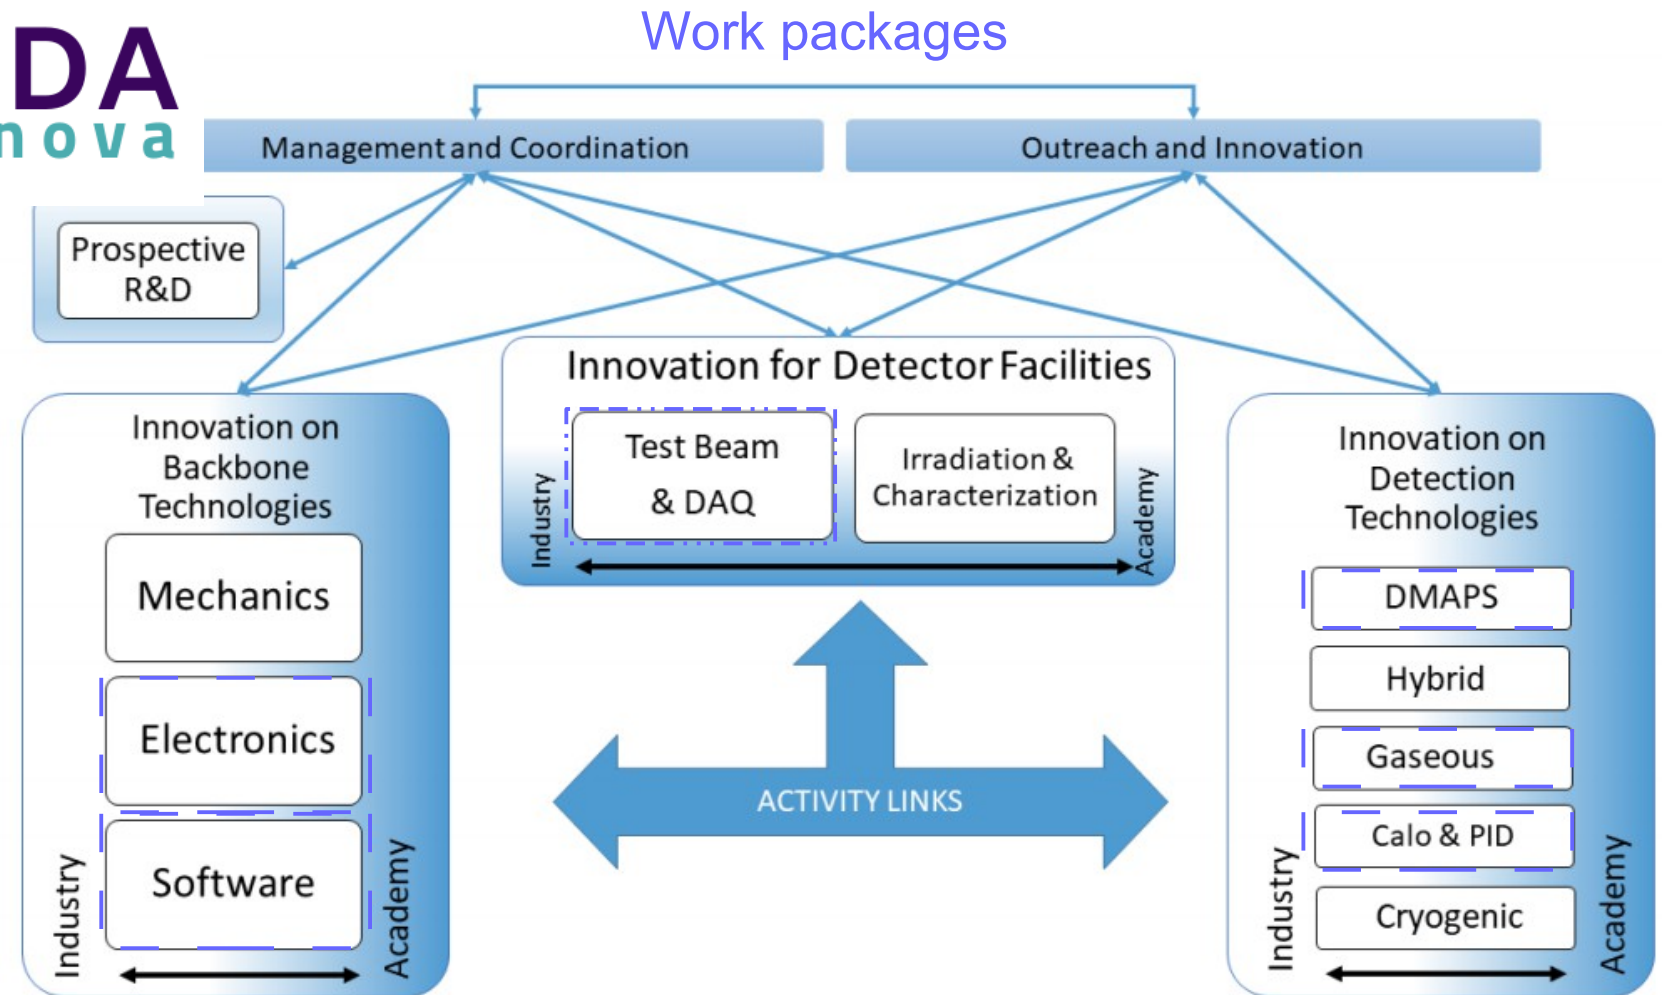 Work packages
DA
nova
Management and Coordination
Outreach and Innovation
Prospective
R&D
Innovation for Detector Facilities
Test Beam
& DAQ
Irradiation &
Characterization
Industry
Academy
Innovation on
Backbone
Technologies
Mechanics
Electronics
Software
Industry
Academy
ACTIVITY LINKS
Innovation on
Detection
Technologies
DMAPS
Hybrid
Gaseous
Calo & PID
Cryogenic
Industry
Academy